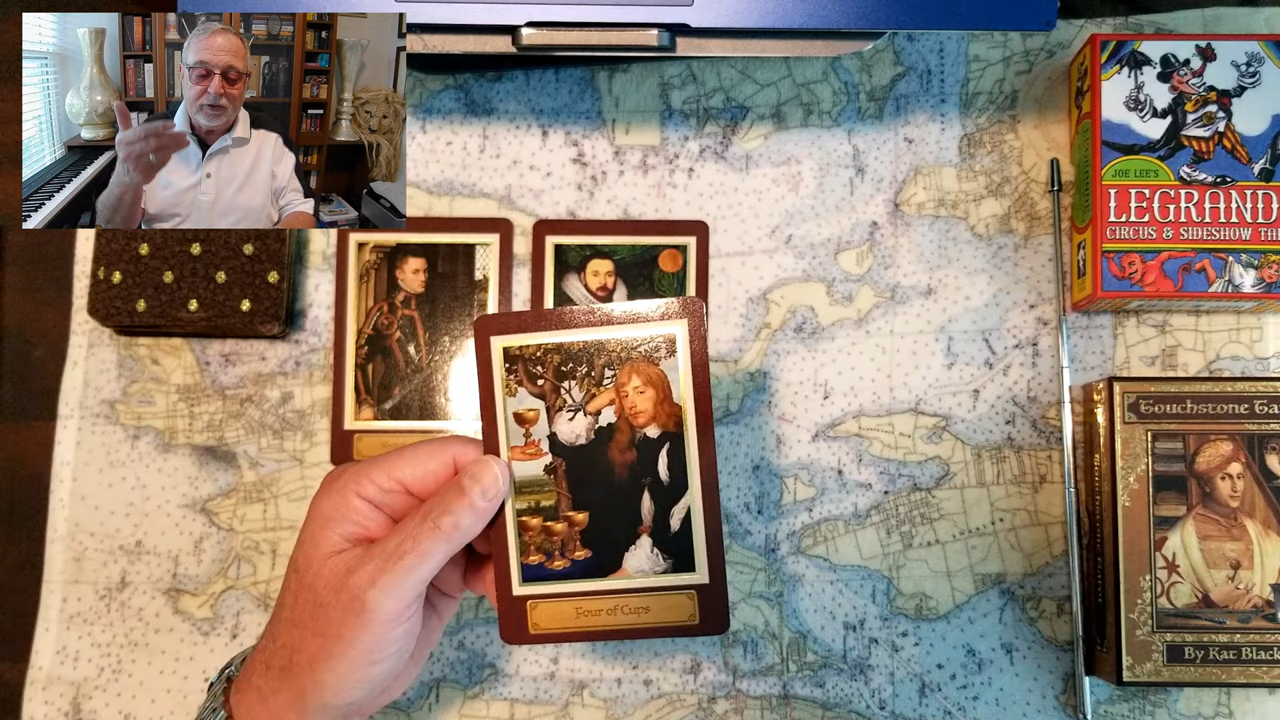 JOE LEE'S
LEGRAND
CIRCUS & SIDESHOW TA
Four of Cups
Touchstone Ta
By Kat Black